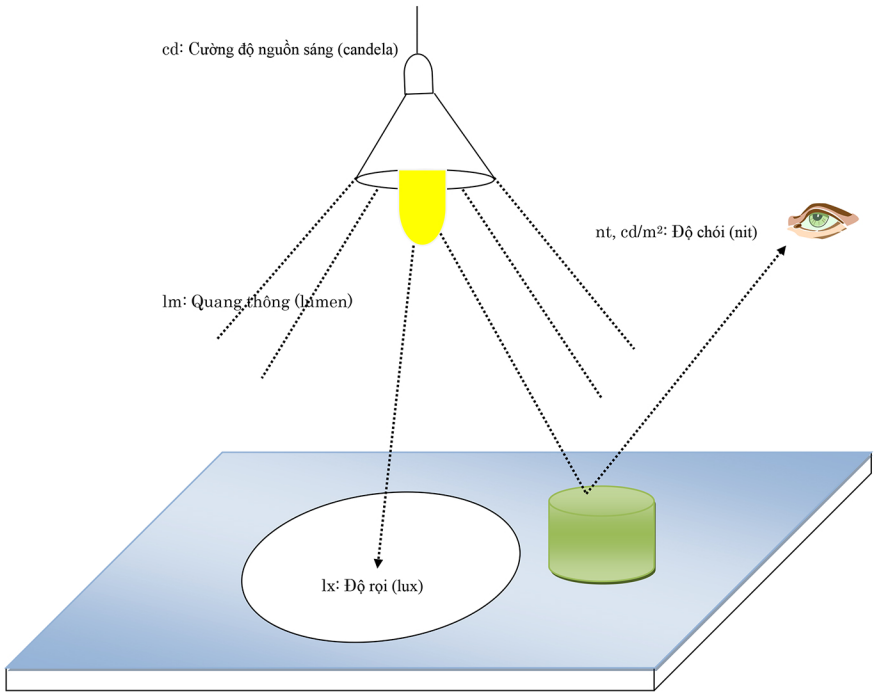 cd: Cường độ nguồn sáng (candela)
nt, cd/m²: Độ chói (nit)
lm: Quang thông (lumen)
lx: Độ rọi (lux)